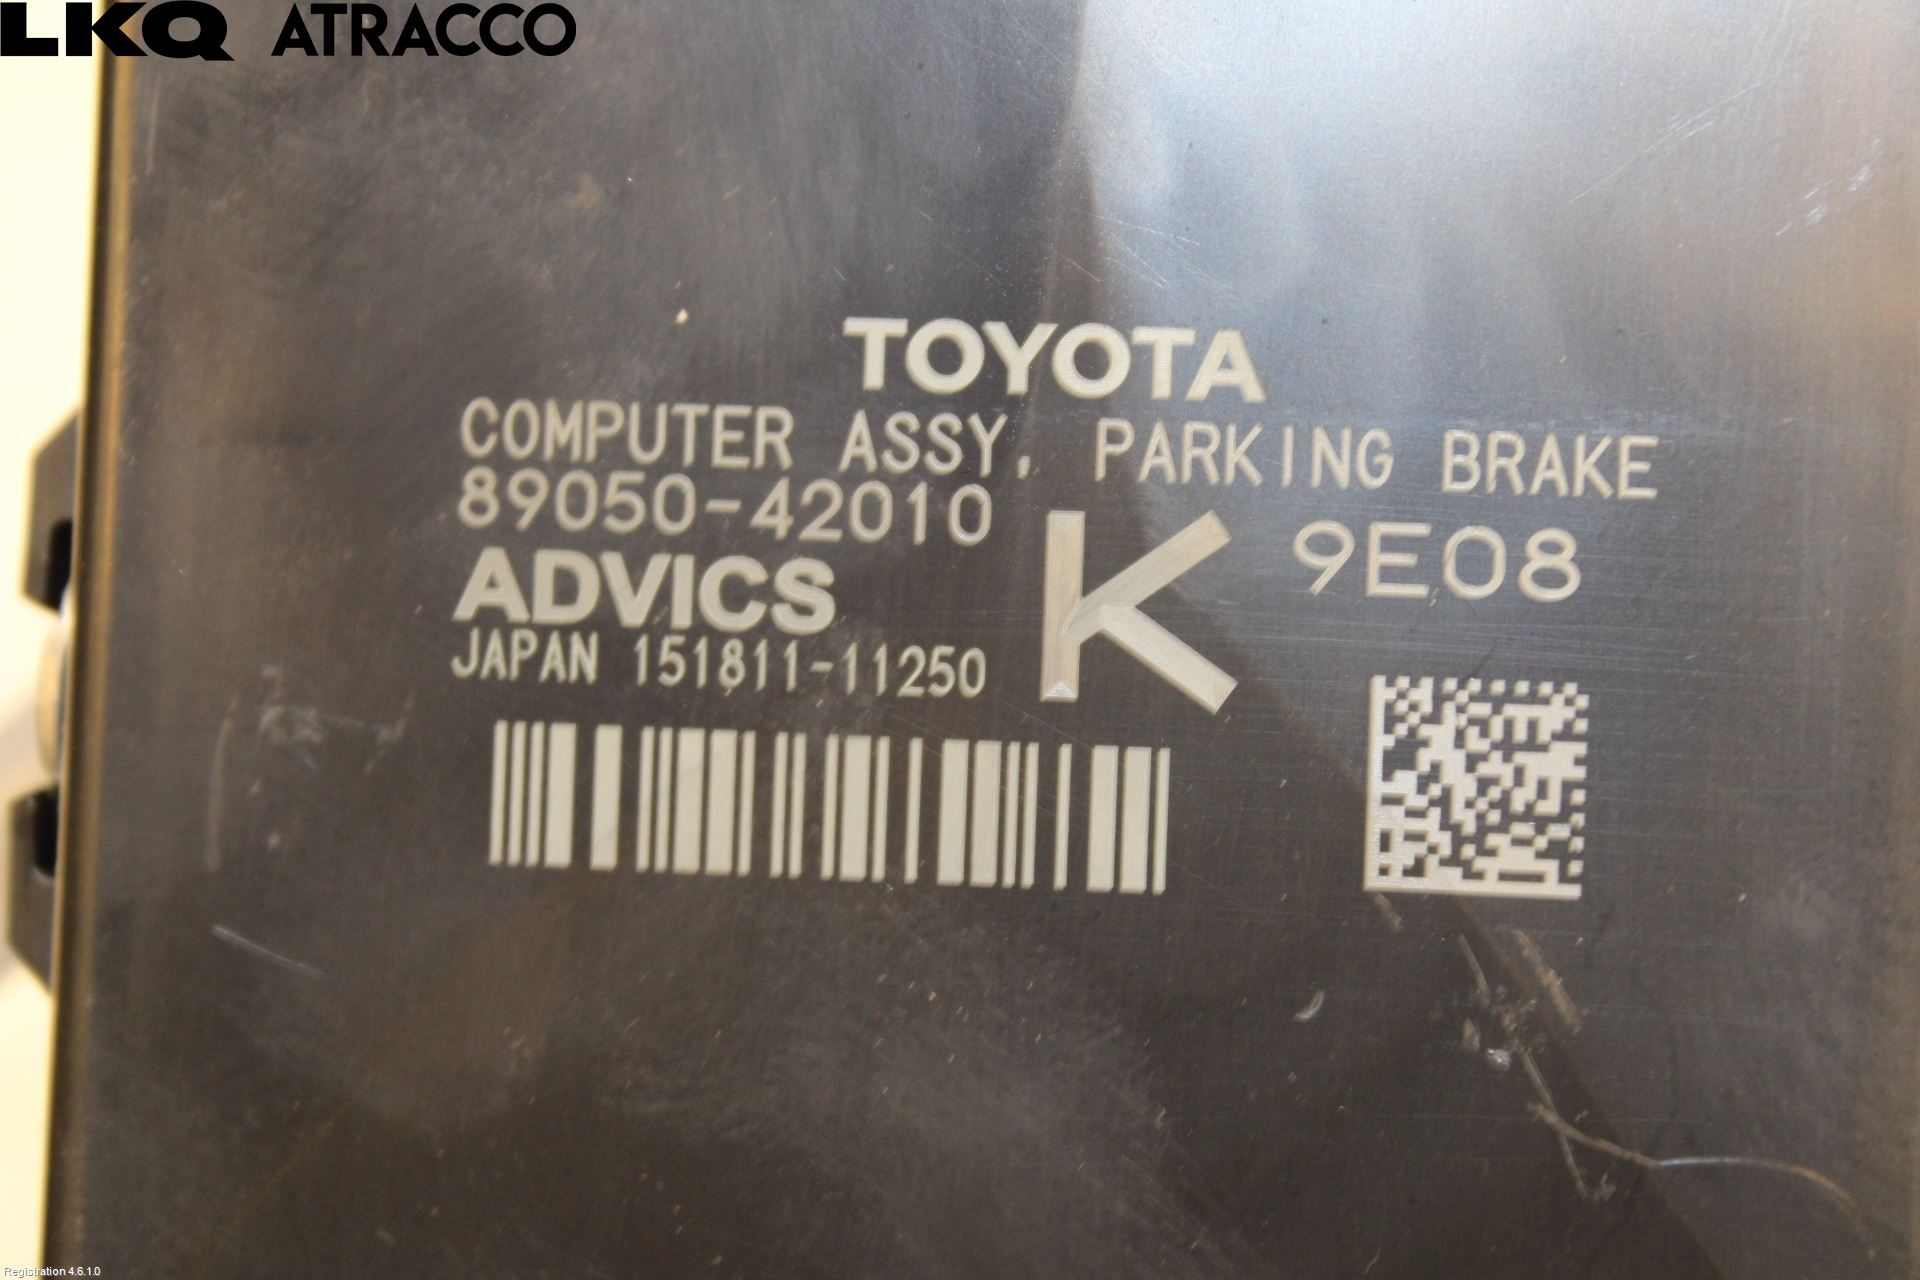 LKQ ATRACCO
TOYOTA
COMPUTER ASSY, PARKING BRAKE
89050-42010
K 9E08
ADVICS
JAPAN 151811-11250
Registration 4.6.1.0